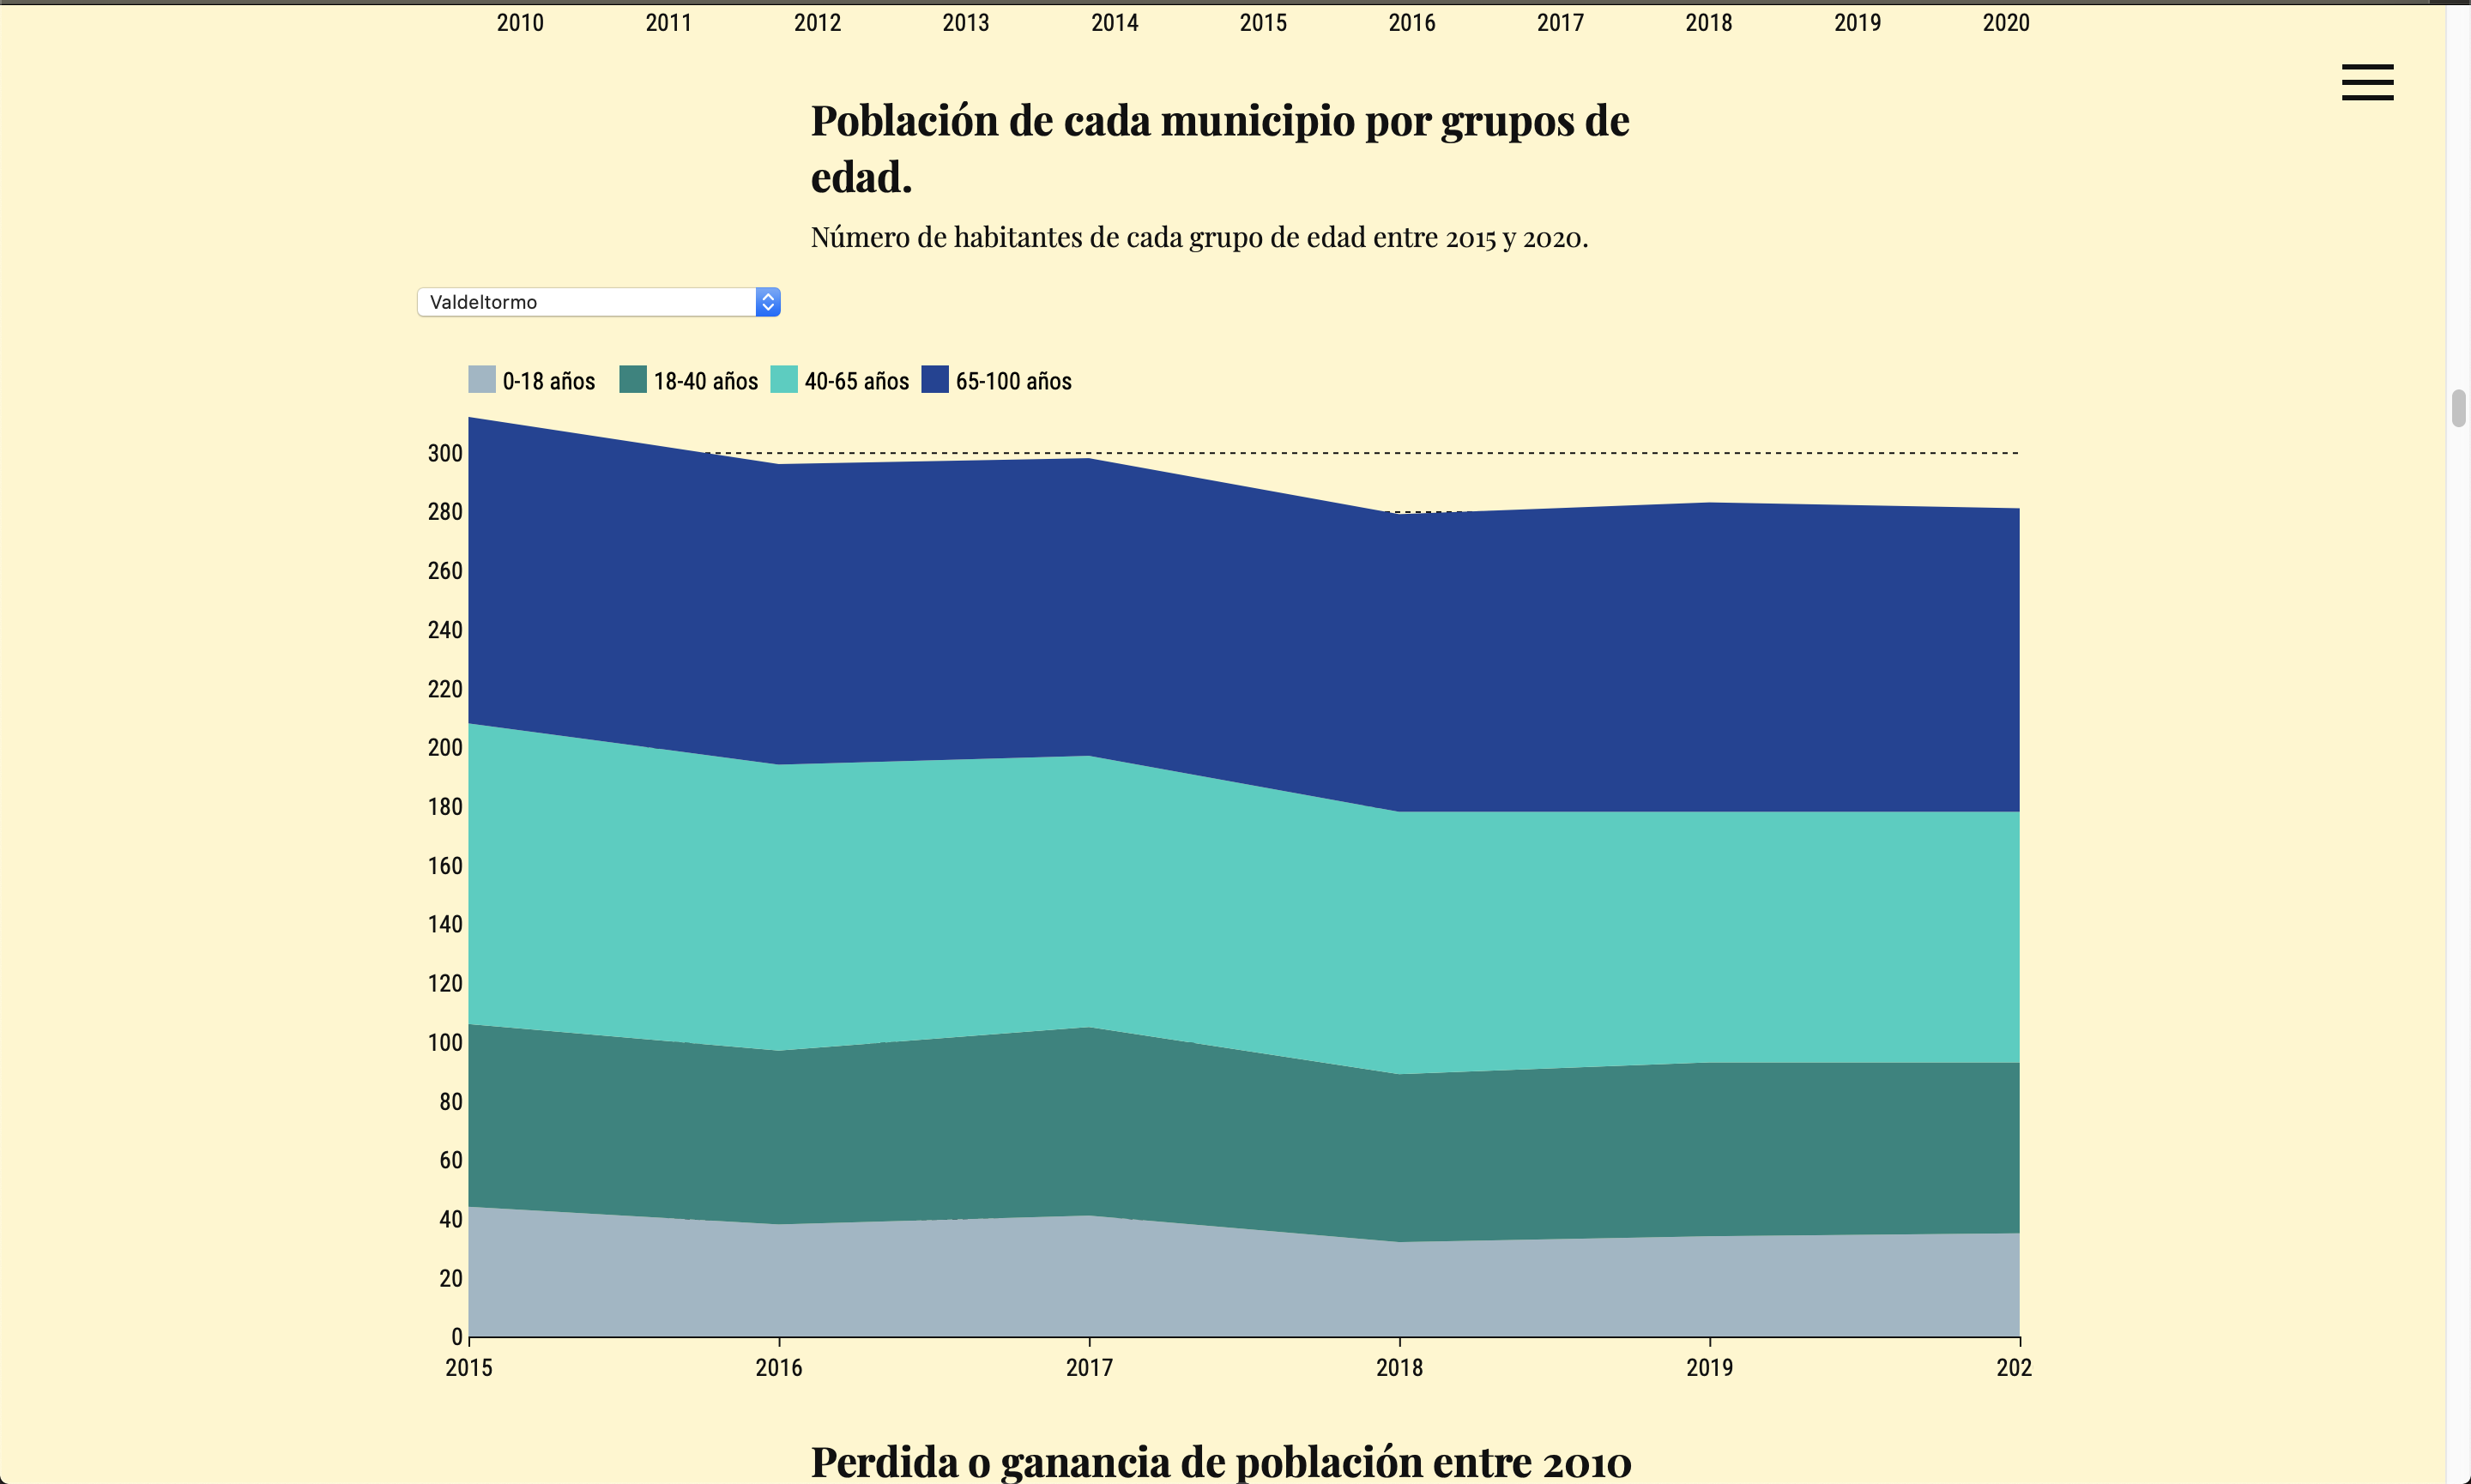 2010 2011 2012 2013 2014 2015 2016 2017 2018 2019 2020
Población de cada municipio por grupos de
edad.
Número de habitantes de cada grupo de edad entre 2015 y 2020.
Valdeltormo
0-18 años 18-40 años 40-65 años 65-100 años
300
280
260
240
220
200
180
160
140
120
100
80
60
40
20
0
2015 2016 2017 2018 2019 202
Perdida o ganancia de población entre 2010